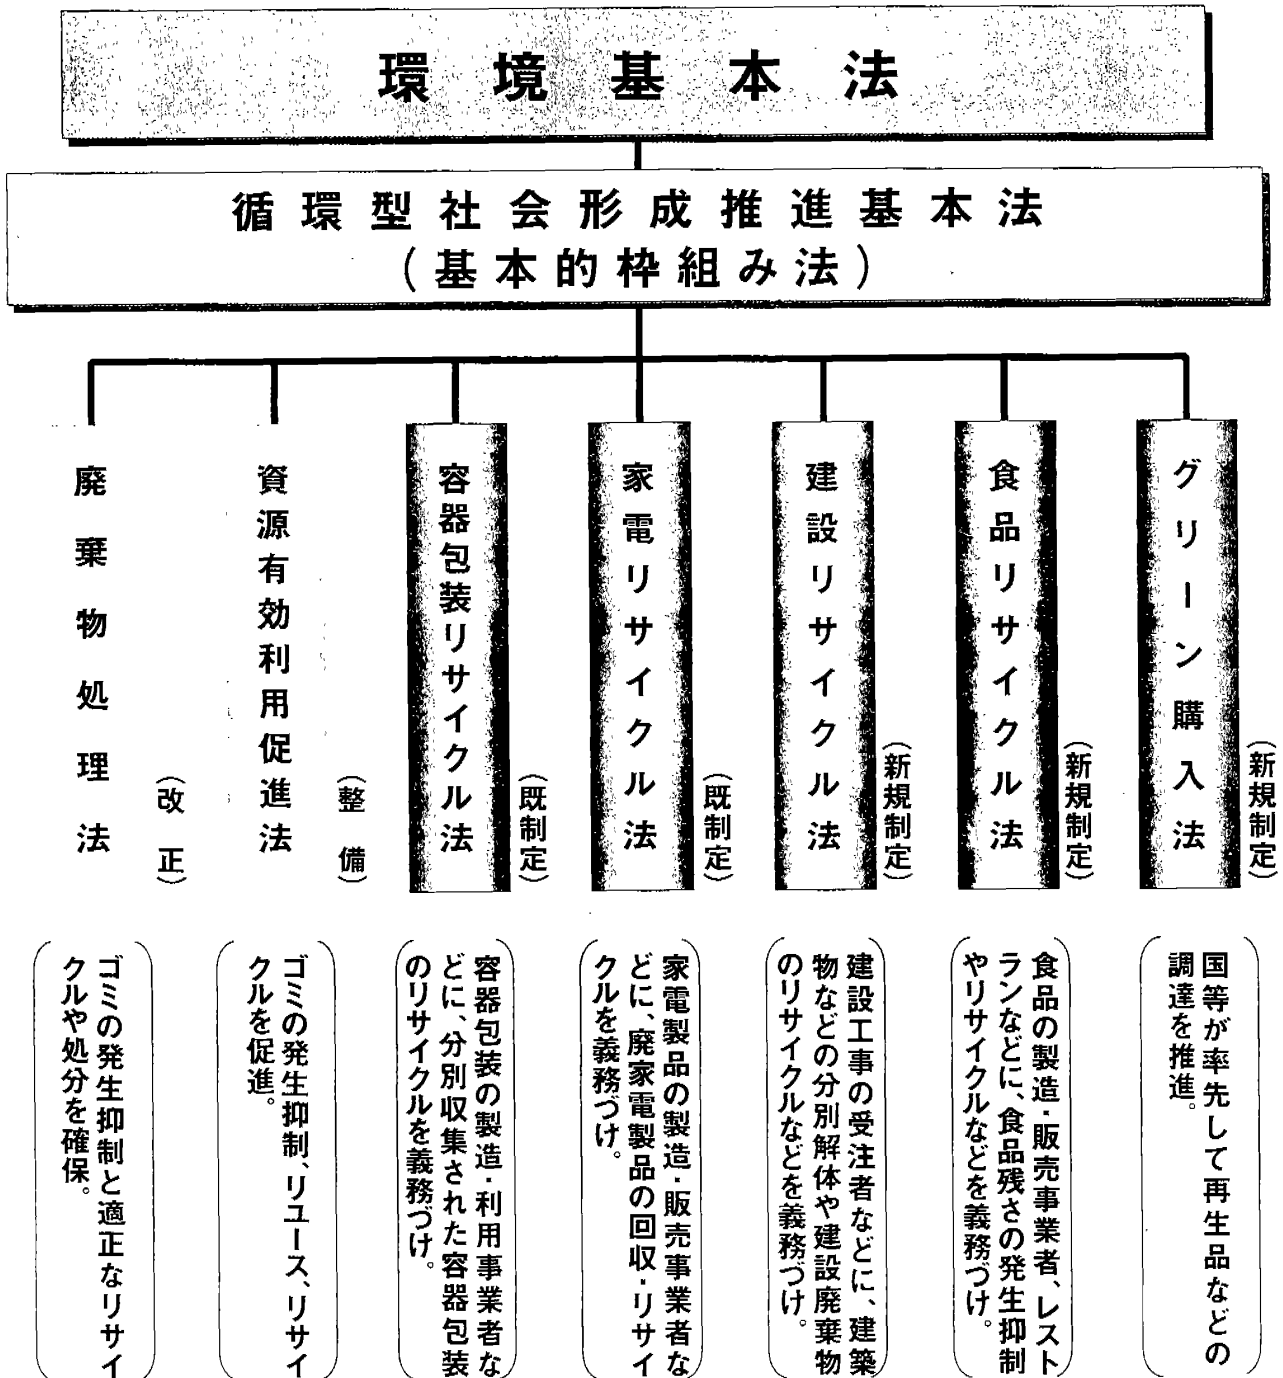 環境基本法
循環型社会形成推進基本法
(基本的枠組み法)
廃棄物処理法
(改正)
ゴミの発生抑制と適正なリサイ
クルや処分を確保。
資源有効利用促進法
(整備)
ゴミの発生抑制、リユース、リサイ
クルを促進。
容器包装リサイクル法
(既制定)
容器包装の製造・利用事業者な
どに、分別収集された容器包装
のリサイクルを義務づけ。
家電リサイクル法
(既制定)
家電製品の製造・販売事業者な
どに、廃家電製品の回収・リサイ
クルを義務づけ。
建設リサイクル法
(新規制定)
建設工事の受注者などに、建築
物などの分別解体や建設廃棄物
のリサイクルなどを義務づけ。
食品リサイクル法
(新規制定)
食品の製造・販売事業者、レスト
ランなどに、食品残さの発生抑制
やリサイクルなどを義務づけ。
グリーン購入法
(新規制定)
国等が率先して再生品などの
調達を推進。